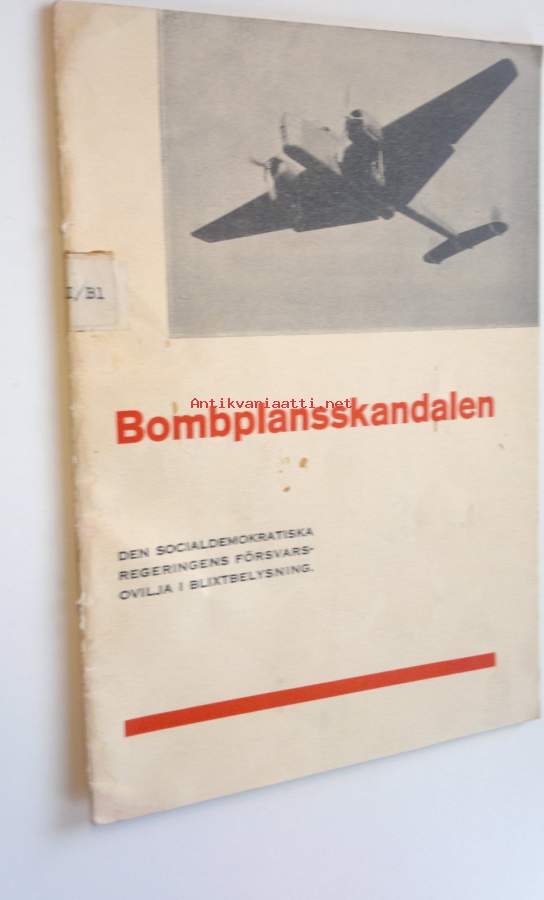 I/B1
Antikvariaatti.net
Bombplansskandalen
DEN SOCIALDEMOKRATISKA
REGERINGENS FÖRSVARS-
OVILJA I BLIXTBELYSNING.